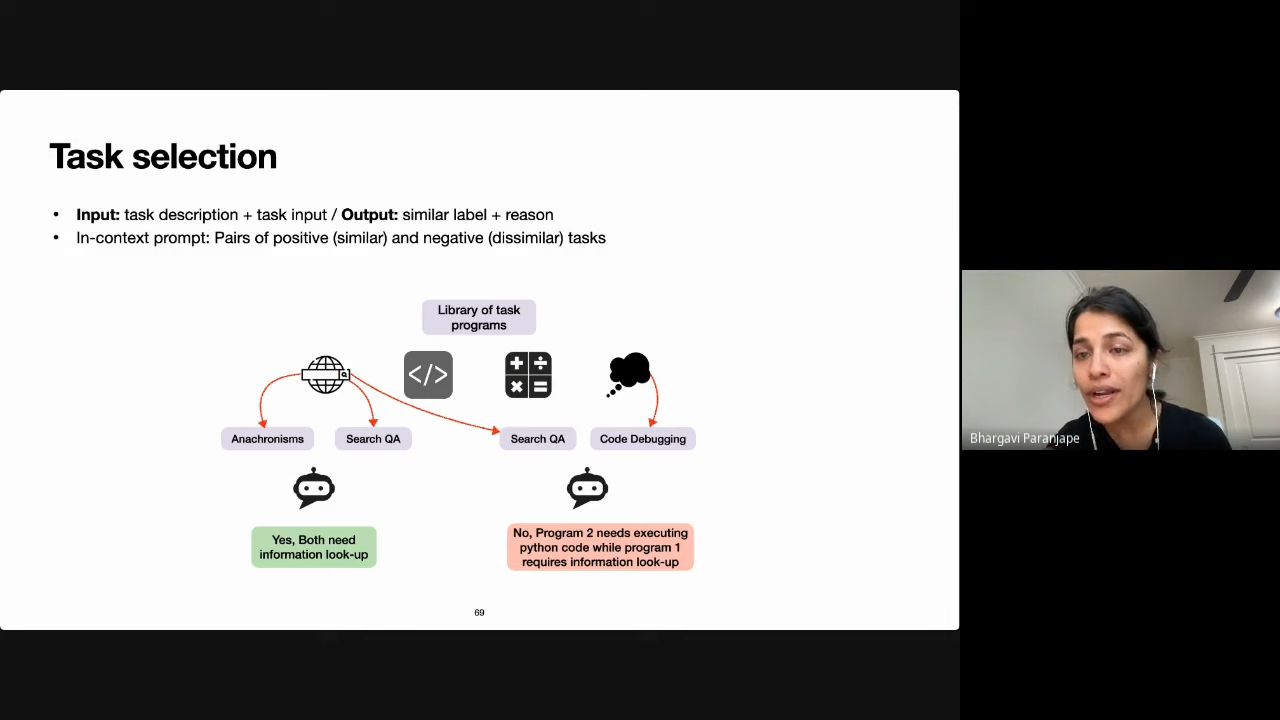 Task selection
• Input: task description + task input / Output: similar label + reason
• In-context prompt: Pairs of positive (similar) and negative (dissimilar) tasks
Library of task
programs
</>
Anachronisms
Search QA
Search QA
Code Debugging
Yes, Both need
information look-up
No, Program 2 needs executing
python code while program 1
requires information look-up
69
Bhargavi Paranjape